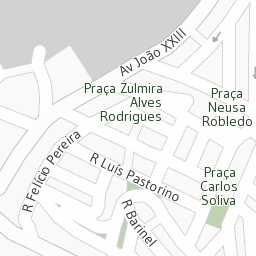 Av João XXIII
Praça Zulmira
Alves
Rodrigues
Praça
Neusa
Robledo
R Felício Pereira
R Luís Pastorino
Praça
Carlos
Soliva
R Barinel